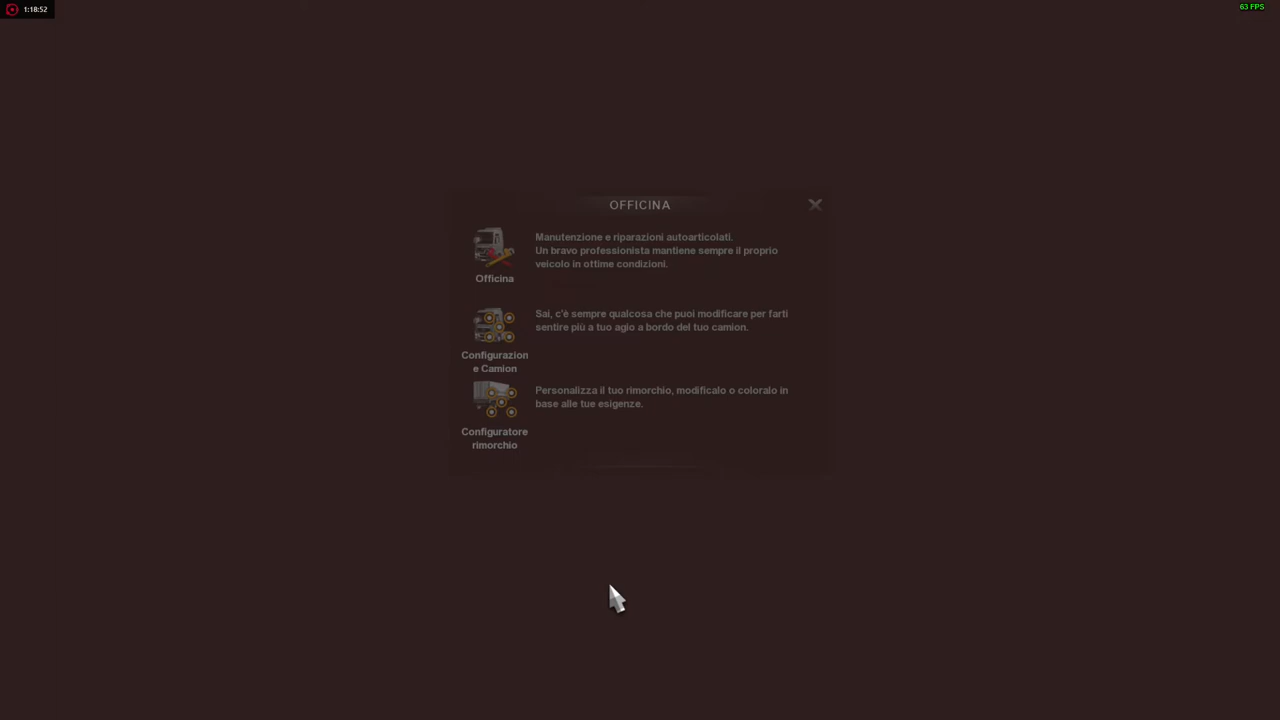 1:18:52
63 FPS
OFFICINA
Manutenzione e riparazioni autoarticolati.
Un bravo professionista mantiene sempre il proprio
veicolo in ottime condizioni.
Officina
Sai, c'è sempre qualcosa che puoi modificare per farti
sentire più a tuo agio a bordo del tuo camion.
Configurazion
e Camion
Personalizza il tuo rimorchio, modificalo o coloralo in
base alle tue esigenze.
Configuratore
rimorchio